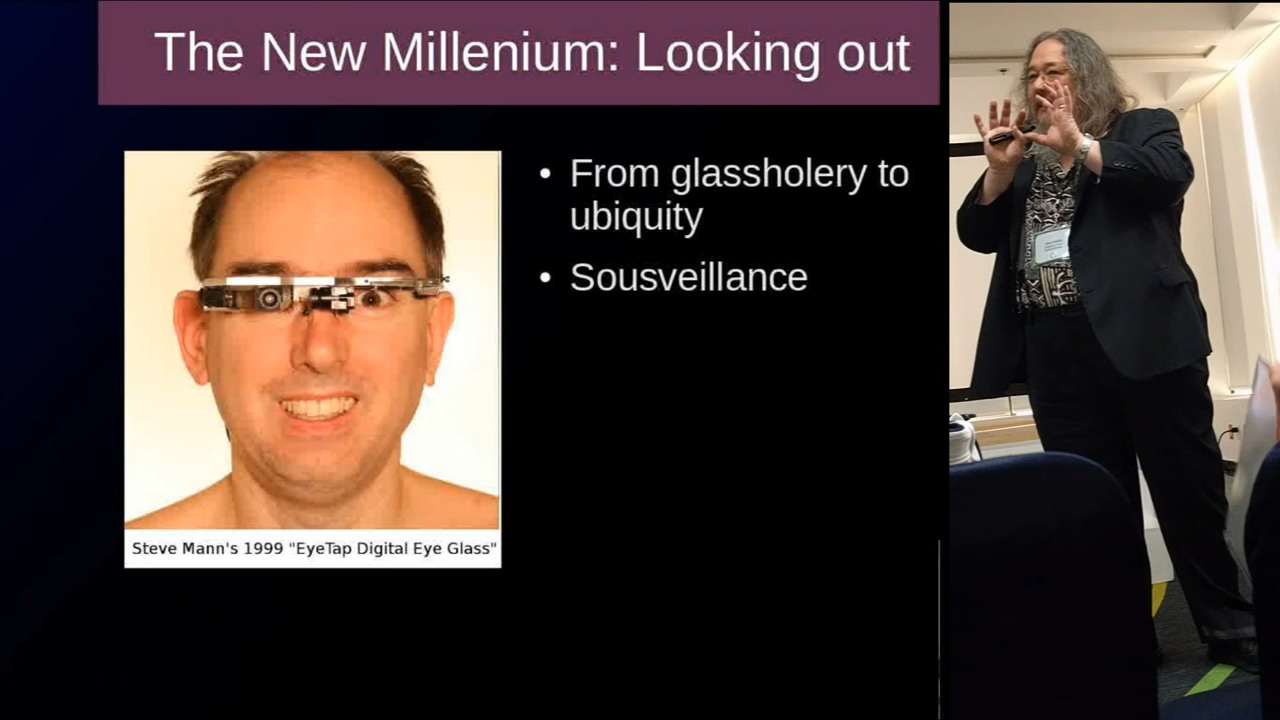 The New Millenium: Looking out
• From glassholery to
ubiquity
• Sousveillance
Steve Mann's 1999 "EyeTap Digital Eye Glass"